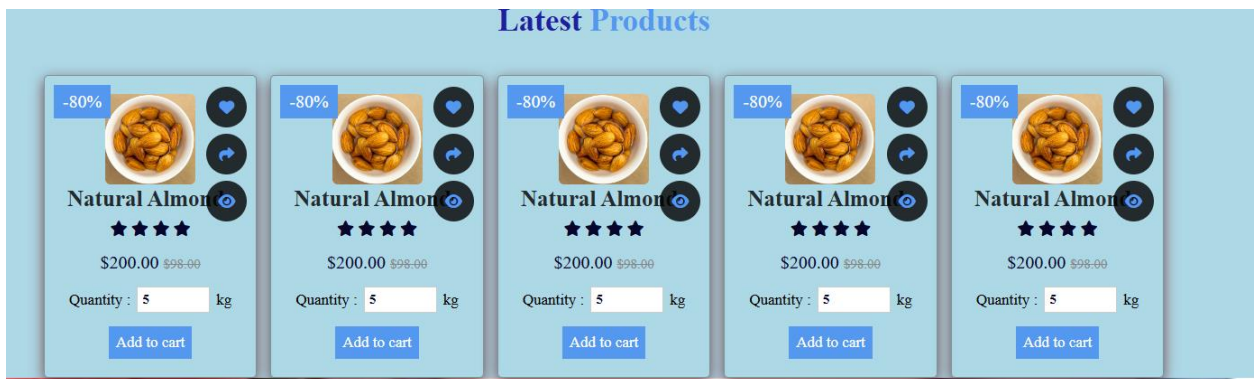 Latest Products
-80% -80% -80% -80% -80%
Natural Almond Natural Almond Natural Almond Natural Almond Natural Almond
$200.00 $98.00 $200.00 $98.00 $200.00 $98.00 $200.00 $98.00 $200.00 $98.00
Quantity : 5 kg Quantity : 5 kg Quantity : 5 kg Quantity : 5 kg Quantity : 5 kg
Add to cart Add to cart Add to cart Add to cart Add to cart